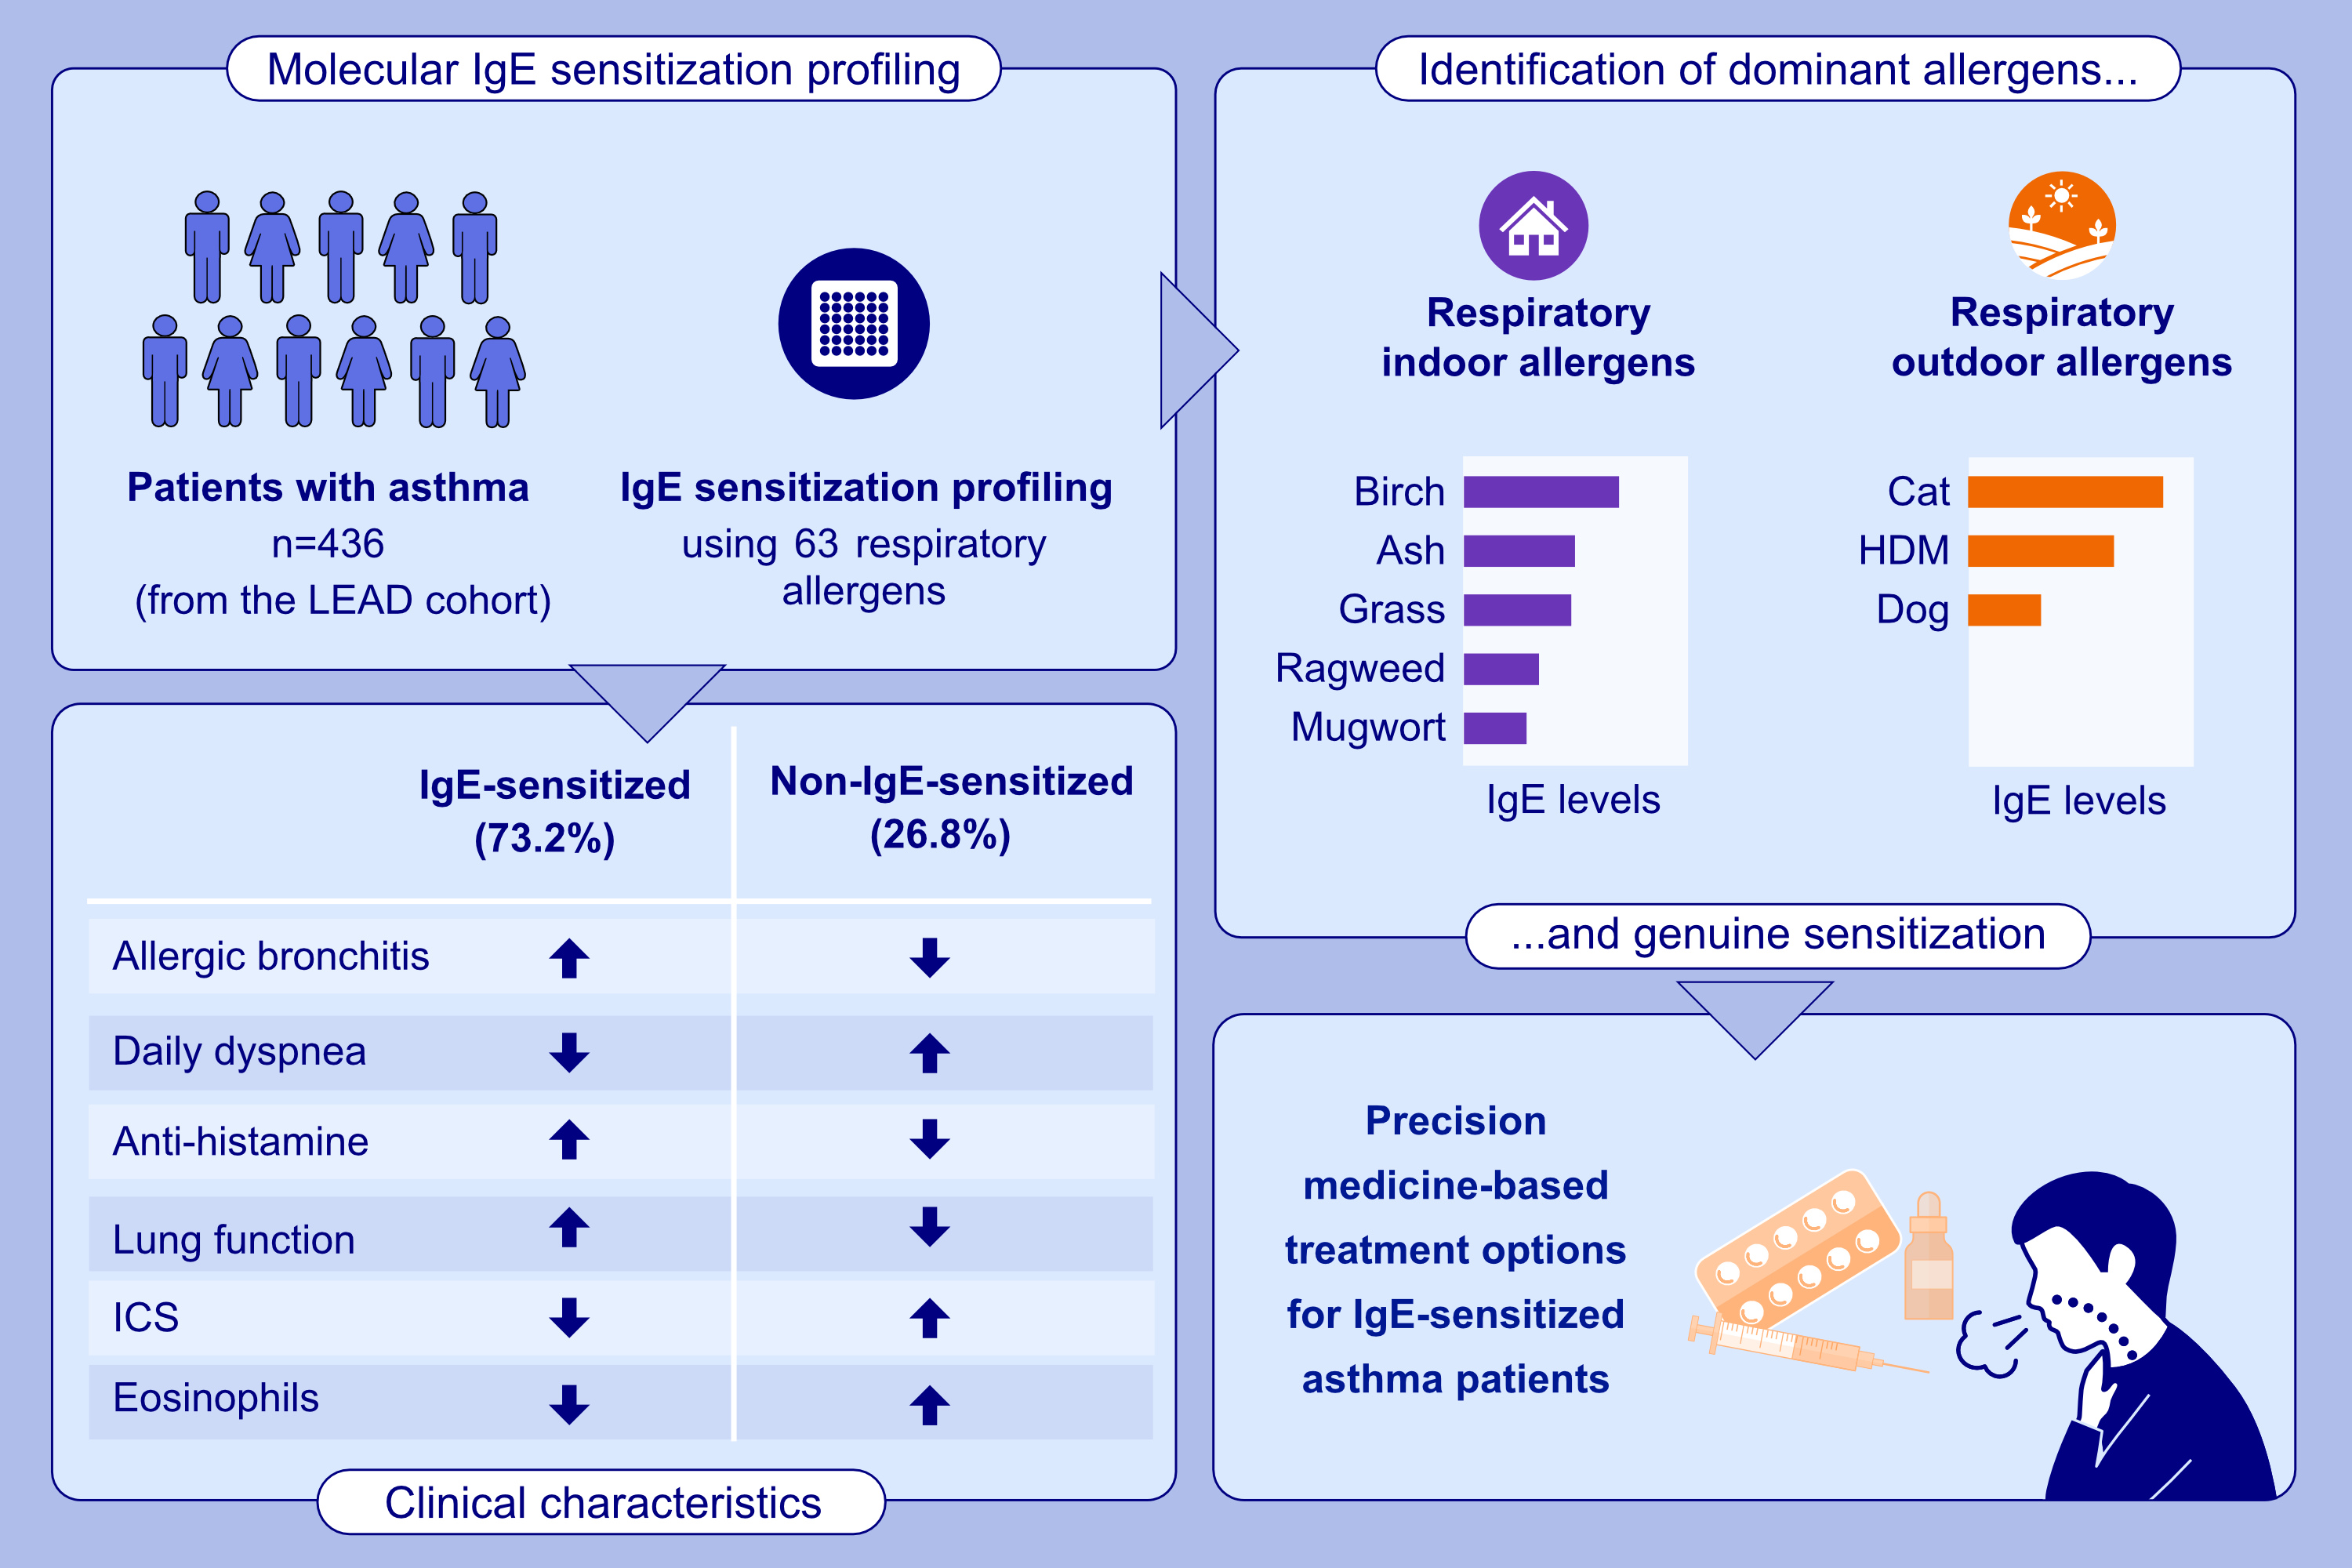 Molecular IgE sensitization profiling
Patients with asthma
n=436
(from the LEAD cohort)
IgE sensitization profiling
using 63 respiratory
allergens
IgE-sensitized
(73.2%)
Non-IgE-sensitized
(26.8%)
Allergic bronchitis
Daily dyspnea
Anti-histamine
Lung function
ICS
Eosinophils
Clinical characteristics
Identification of dominant allergens...
Respiratory
indoor allergens
Birch
Ash
Grass
Ragweed
Mugwort
IgE levels
Respiratory
outdoor allergens
Cat
HDM
Dog
IgE levels
...and genuine sensitization
Precision
medicine-based
treatment options
for IgE-sensitized
asthma patients